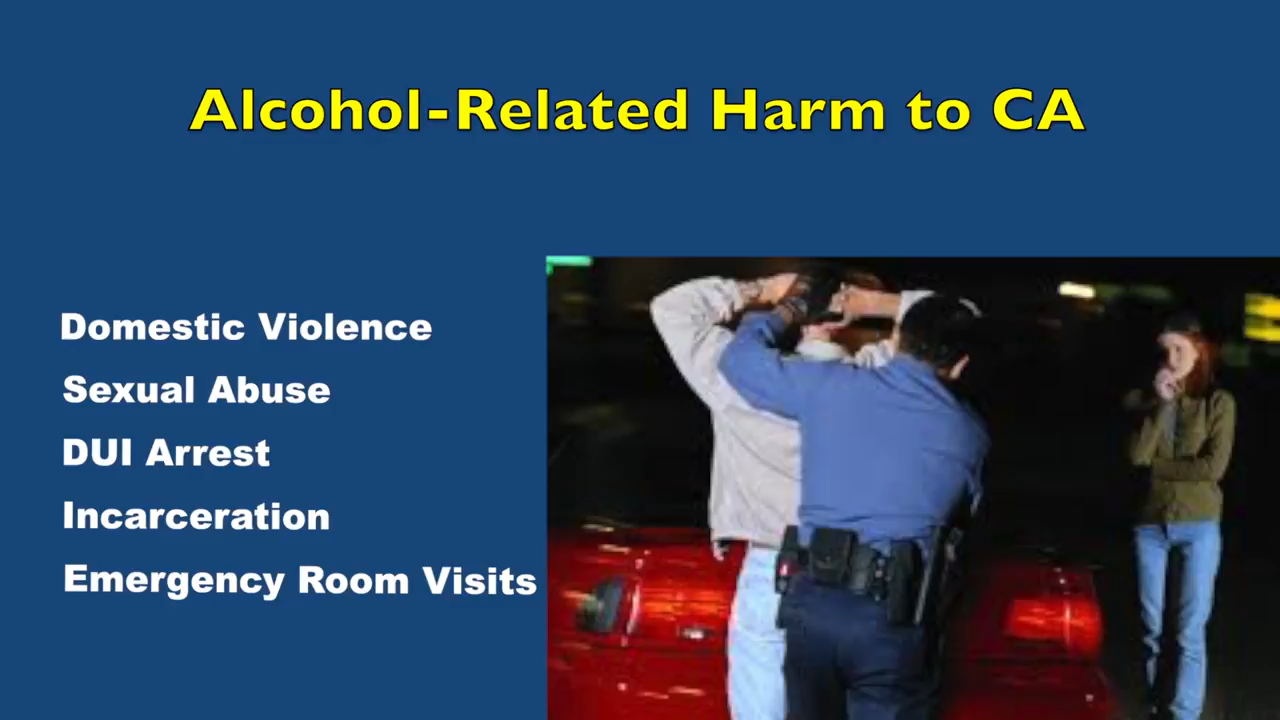 Alcohol-Related Harm to CA
Domestic Violence
Sexual Abuse
DUI Arrest
Incarceration
Emergency Room Visits